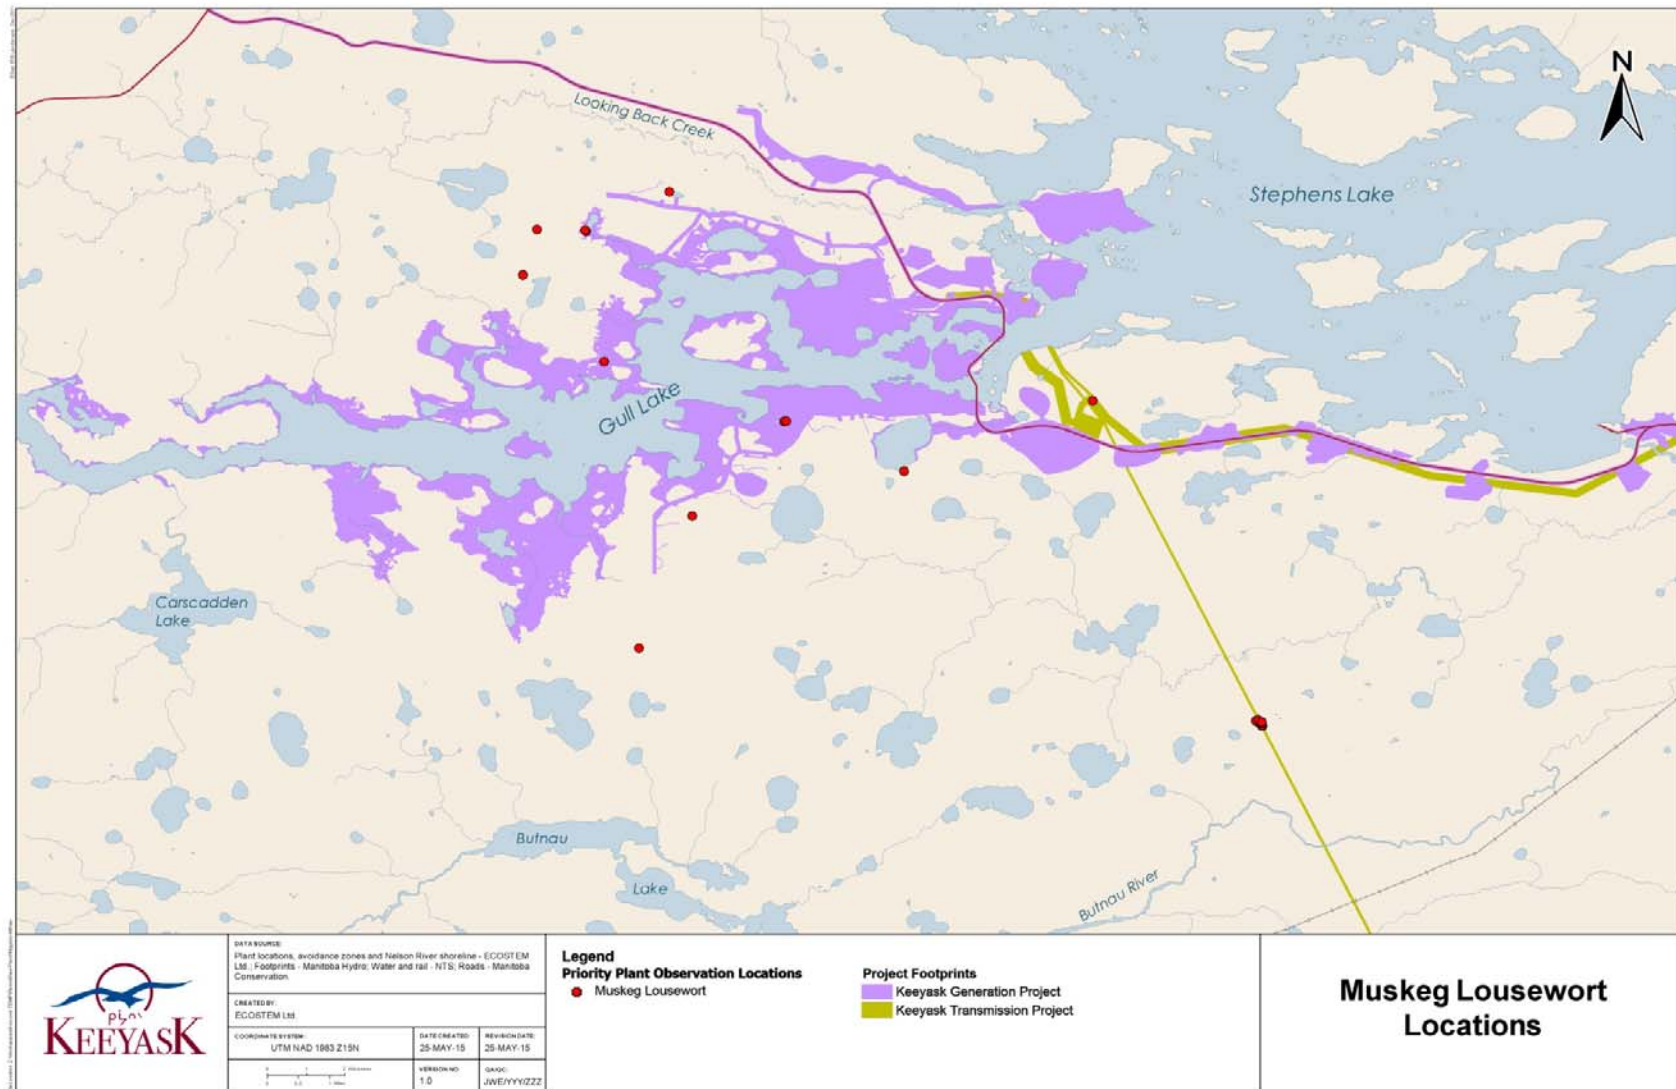 Looking Back Creek
N
Stephens Lake
Gull Lake
Carscadden
Lake
Butnau
Lake
Butnau River
KEEYASK
DATA SOURCE:
Plant locations, avoidance zones and Nelson River shoreline - ECOSTEM
Ltd.; Footprints - Manitoba Hydro; Water and rail - NTS; Roads - Manitoba
Conservation.
CREATED BY:
ECOSTEM Ltd.
COORDINATE SYSTEM:
UTM NAD 1983 Z15N
DATE CREATED:
25-MAY-15
REVISION DATE:
25-MAY-15
VERSION NO:
1.0
QA/QC:
JWE/YYY/ZZZ
Legend
Priority Plant Observation Locations
Muskeg Lousewort
Project Footprints
Keeyask Generation Project
Keeyask Transmission Project
Muskeg Lousewort
Locations